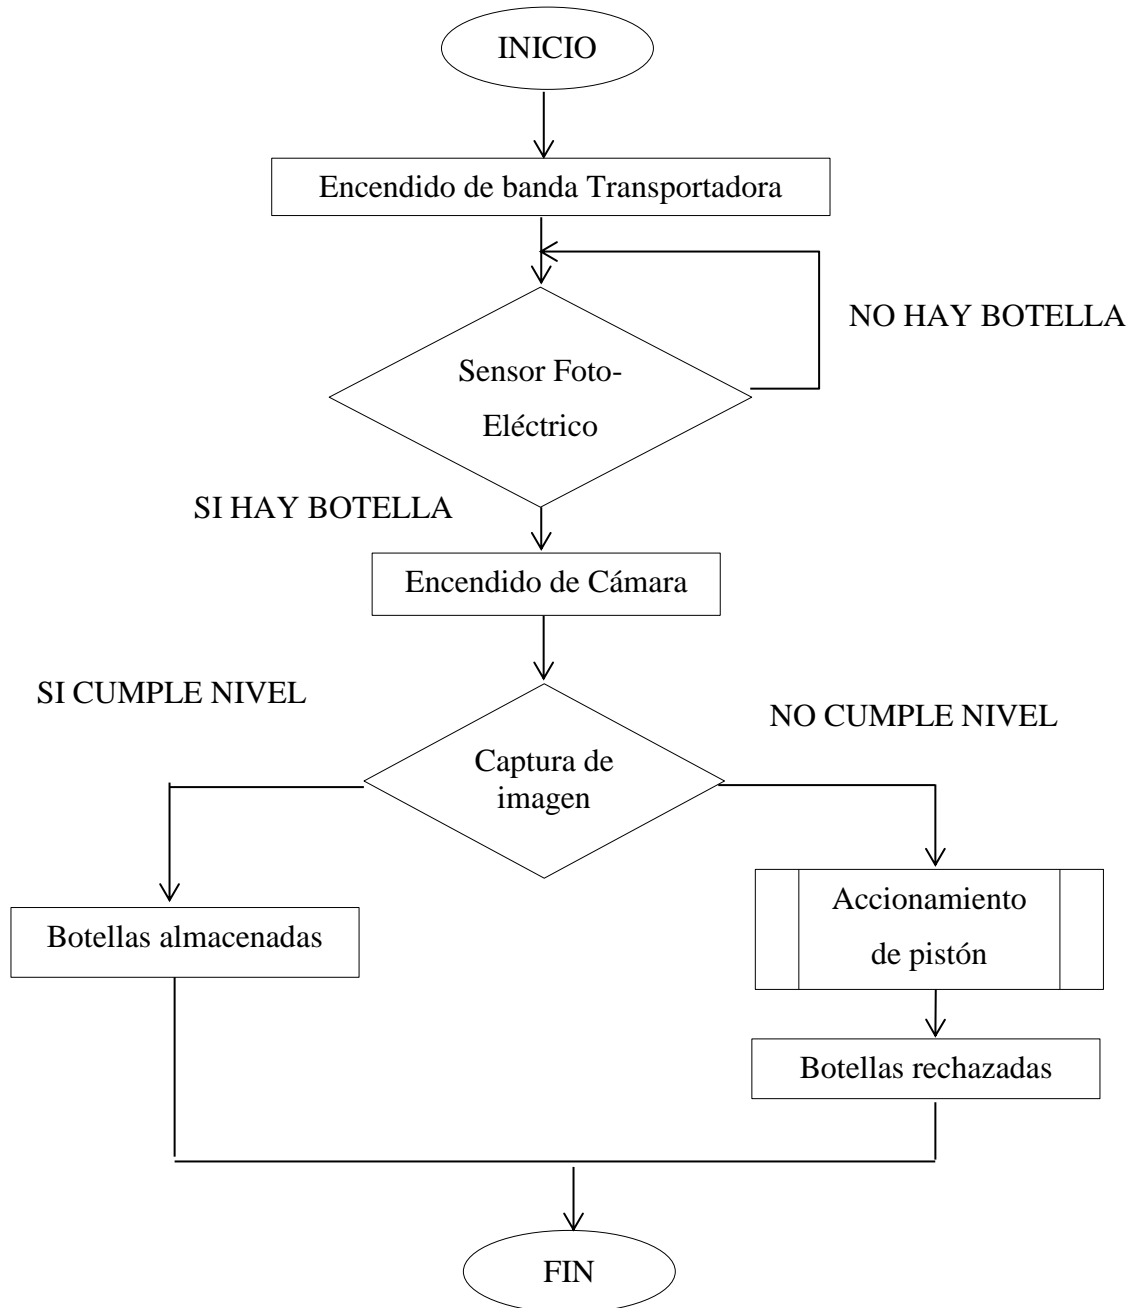 INICIO
Encendido de banda Transportadora
NO HAY BOTELLA
Sensor Foto-
Eléctrico
SI HAY BOTELLA
Encendido de Cámara
SI CUMPLE NIVEL
NO CUMPLE NIVEL
Captura de
imagen
Accionamiento
de pistón
Botellas almacenadas
Botellas rechazadas
FIN